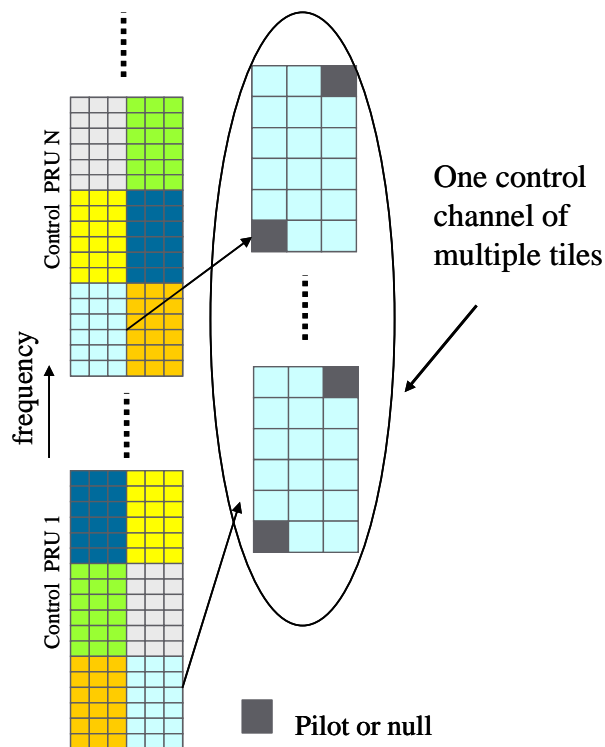 Control PRU N
One control
channel of
multiple tiles
frequency
Control PRU 1
Pilot or null